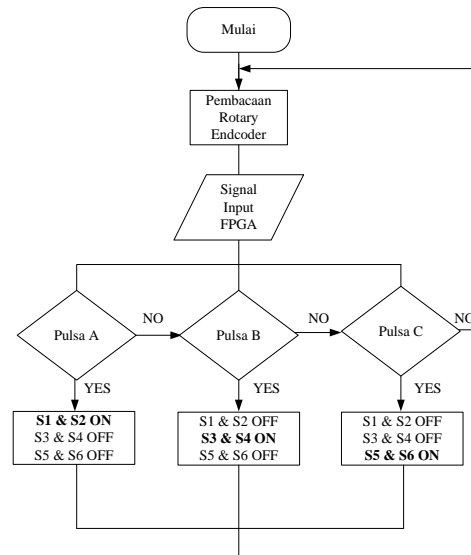 Mulai
Pembacaan
Rotary
Endcoder
Signal
Input
FPGA
Pulsa A
NO
Pulsa B
NO
Pulsa C
NO
YES
YES
YES
S1 & S2 ON
S3 & S4 OFF
S5 & S6 OFF
S1 & S2 OFF
S3 & S4 ON
S5 & S6 OFF
S1 & S2 OFF
S3 & S4 OFF
S5 & S6 ON